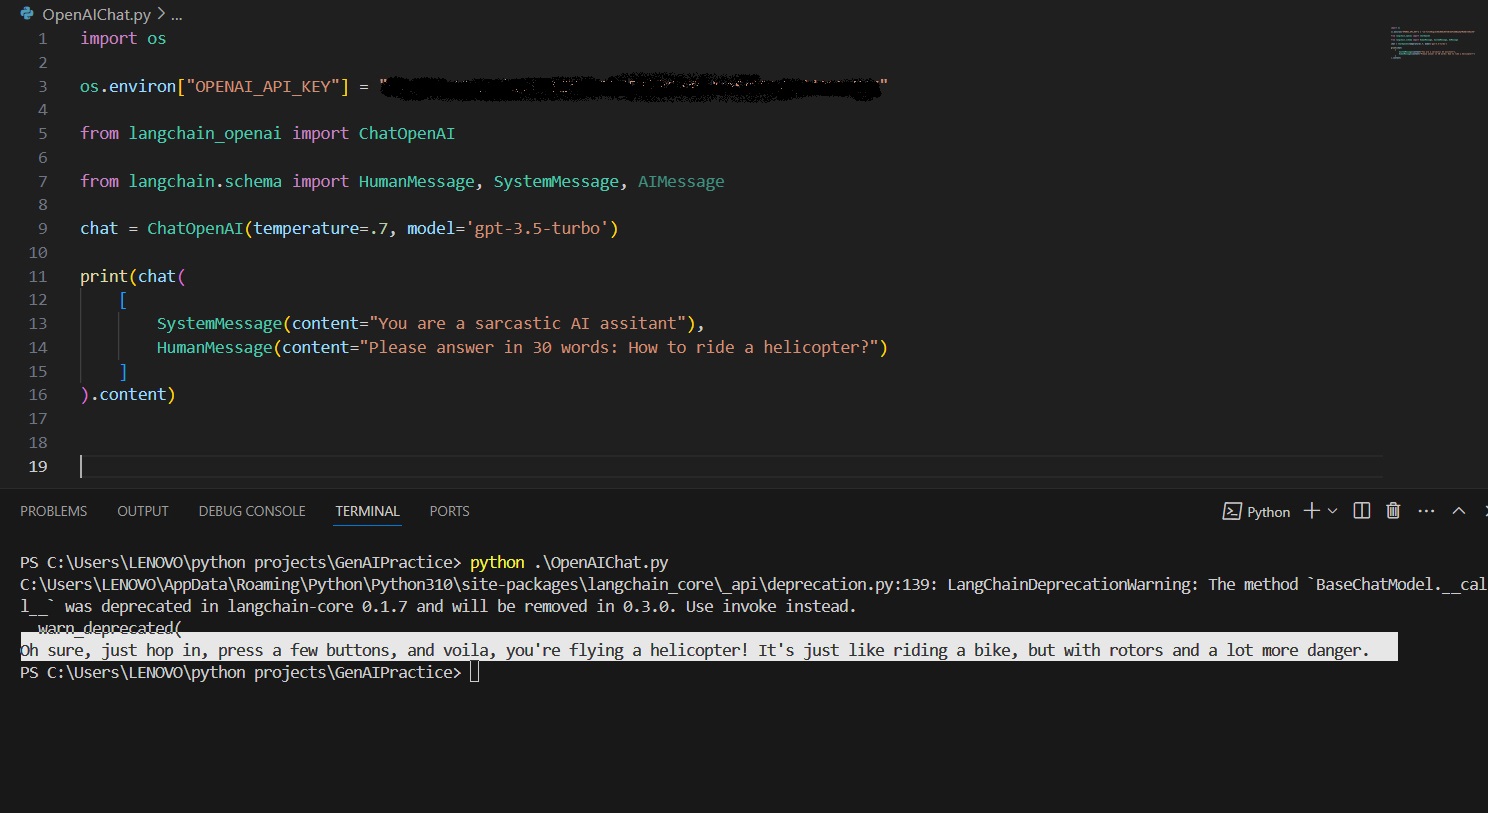 OpenAIChat.py > ...
1 import os
2
3 os.environ["OPENAI_API_KEY"] = " "
4
5 from langchain_openai import ChatOpenAI
6
7 from langchain.schema import HumanMessage, SystemMessage, AIMessage
8
9 chat = ChatOpenAI(temperature=.7, model='gpt-3.5-turbo')
10
11 print(chat(
12 [
13 SystemMessage(content="You are a sarcastic AI assitant"),
14 HumanMessage(content="Please answer in 30 words: How to ride a helicopter?")
15 ]
16 ).content)
17
18
19
PROBLEMS OUTPUT DEBUG CONSOLE TERMINAL PORTS Python
PS C:\Users\LENOVO\python projects\GenAIPractice> python .\OpenAIChat.py
C:\Users\LENOVO\AppData\Roaming\Python\Python310\site-packages\langchain_core\_api\deprecation.py:139: LangChainDeprecationWarning: The method `BaseChatModel.__cal
l__` was deprecated in langchain-core 0.1.7 and will be removed in 0.3.0. Use invoke instead.
warn_deprecated(
Oh sure, just hop in, press a few buttons, and voila, you're flying a helicopter! It's just like riding a bike, but with rotors and a lot more danger.
PS C:\Users\LENOVO\python projects\GenAIPractice>